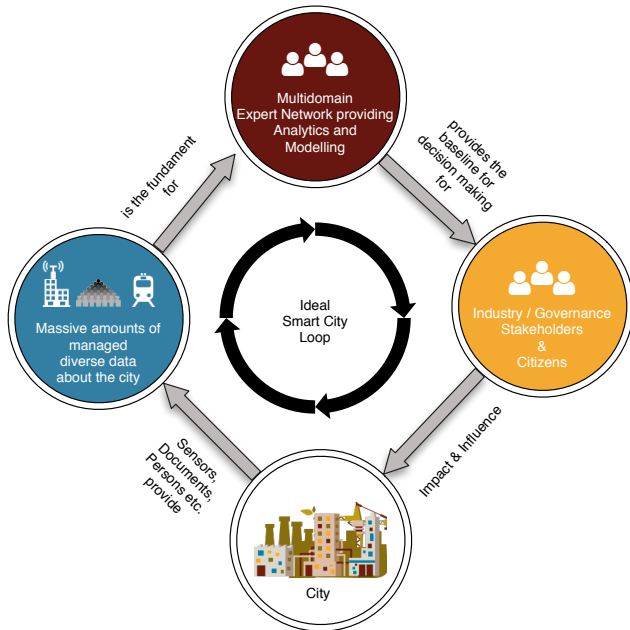 Multidomain
Expert Network providing
Analytics and
Modelling
is the fundament
for
provides the
baseline for
decision making
for
Massive amounts of
managed
diverse data
about the city
Ideal
Smart City
Loop
Industry / Governance
Stakeholders
&
Citizens
Sensors,
Documents,
Persons etc.
provide
Impact & Influence
City